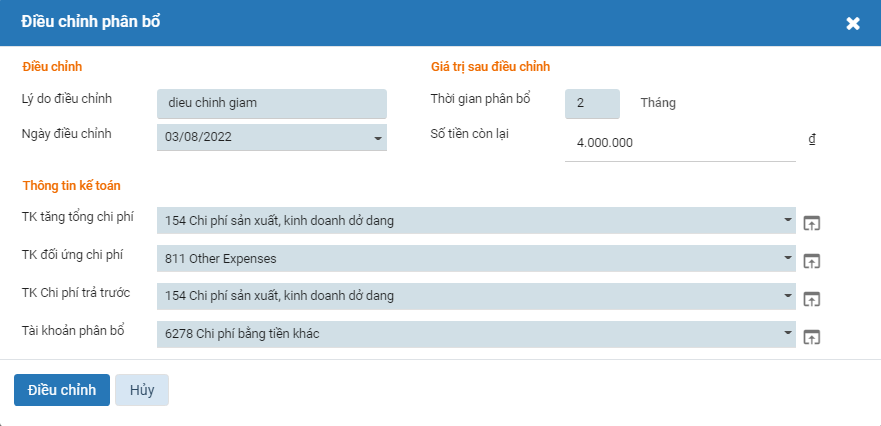 Điều chỉnh phân bổ
Điều chỉnh
Lý do điều chỉnh
dieu chinh giam
Ngày điều chỉnh
03/08/2022
Giá trị sau điều chỉnh
Thời gian phân bổ
2
Tháng
Số tiền còn lại
4.000.000
₫
Thông tin kế toán
TK tăng tổng chi phí
154 Chi phí sản xuất, kinh doanh dở dang
TK đối ứng chi phí
811 Other Expenses
TK Chi phí trả trước
154 Chi phí sản xuất, kinh doanh dở dang
Tài khoản phân bổ
6278 Chi phí bằng tiền khác
Điều chỉnh
Hủy